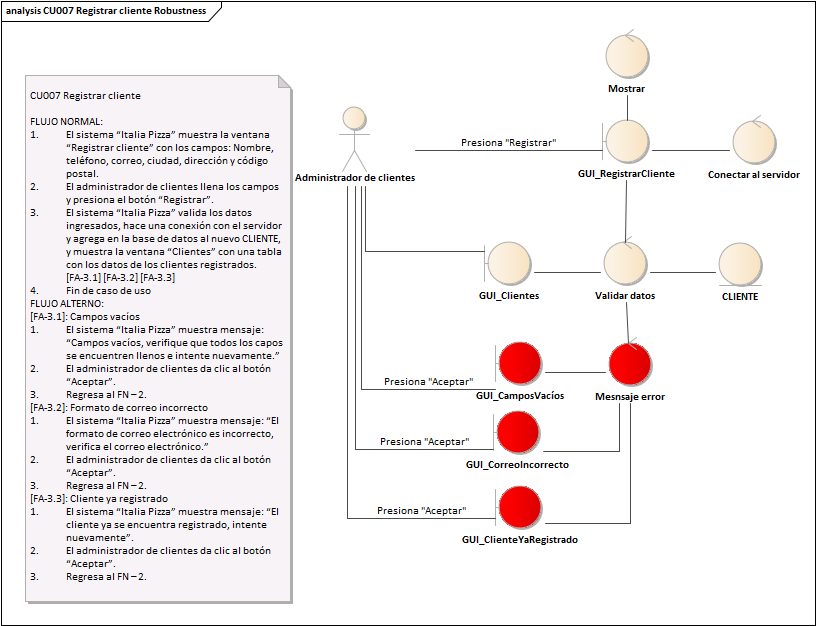 analysis CU007 Registrar cliente Robustness
CU007 Registrar cliente
FLUJO NORMAL:
1. El sistema “Italia Pizza” muestra la ventana
“Registrar cliente” con los campos: Nombre,
teléfono, correo, ciudad, dirección y código
postal.
2. El administrador de clientes llena los campos
y presiona el botón “Registrar”.
3. El sistema “Italia Pizza” valida los datos
ingresados, hace una conexión con el servidor
y agrega en la base de datos al nuevo CLIENTE,
y muestra la ventana “Clientes” con una tabla
con los datos de los clientes registrados.
[FA-3.1] [FA-3.2] [FA-3.3]
4. Fin de caso de uso
FLUJO ALTERNO:
[FA-3.1]: Campos vacíos
1. El sistema “Italia Pizza” muestra mensaje:
“Campos vacíos, verifique que todos los capos
se encuentren llenos e intente nuevamente.”
2. El administrador de clientes da clic al botón
“Aceptar”.
3. Regresa al FN – 2.
[FA-3.2]: Formato de correo incorrecto
1. El sistema “Italia Pizza” muestra mensaje: “El
formato de correo electrónico es incorrecto,
verifica el correo electrónico.”
2. El administrador de clientes da clic al botón
“Aceptar”.
3. Regresa al FN – 2.
[FA-3.3]: Cliente ya registrado
1. El sistema “Italia Pizza” muestra mensaje: “El
cliente ya se encuentra registrado, intente
nuevamente”.
2. El administrador de clientes da clic al botón
“Aceptar”.
3. Regresa al FN – 2.
Mostrar
Presiona "Registrar"
Administrador de clientes
GUI_RegistrarCliente
Conectar al servidor
GUI_Clientes
Validar datos
CLIENTE
Presiona "Aceptar"
GUI_CamposVacíos
Mesnsaje error
Presiona "Aceptar"
GUI_CorreoIncorrecto
Presiona "Aceptar"
GUI_ClienteYaRegistrado